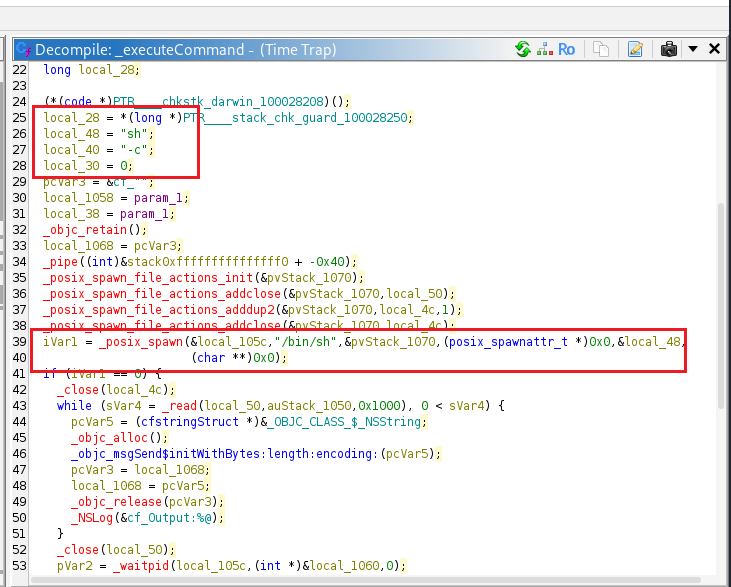 Decompile: _executeCommand - (Time Trap)
Ro
22 long local_28;
23
24 (*(code *)PTR____chkstk_darwin_100028208)();
25 local_28 = *(long *)PTR____stack_chk_guard_100028250;
26 local_48 = "sh";
27 local_40 = "-c";
28 local_30 = 0;
29 pcVar3 = &cf_"";
30 local_1058 = param_1;
31 local_38 = param_1;
32 _objc_retain();
33 local_1068 = pcVar3;
34 _pipe((int)&stack0xfffffffffffffff0 + -0x40);
35 _posix_spawn_file_actions_init(&pvStack_1070);
36 _posix_spawn_file_actions_addclose(&pvStack_1070,local_50);
37 _posix_spawn_file_actions_adddup2(&pvStack_1070,local_4c,1);
38 _posix_spawn_file_actions_addclose(&pvStack_1070,local_4c);
39 iVar1 = _posix_spawn(&local_105c,"/bin/sh",&pvStack_1070,(posix_spawnattr_t *)0x0,&local_48,
40 (char **)0x0);
41 if (iVar1 == 0) {
42 _close(local_4c);
43 while (sVar4 = _read(local_50,auStack_1050,0x1000), 0 < sVar4) {
44 pcVar5 = (cfstringStruct *)&_OBJC_CLASS_$_NSString;
45 _objc_alloc();
46 _objc_msgSend$initWithBytes:length:encoding:(pcVar5);
47 pcVar3 = local_1068;
48 local_1068 = pcVar5;
49 _objc_release(pcVar3);
50 _NSLog(&cf_Output:%@);
51 }
52 _close(local_50);
53 pVar2 = _waitpid(local_105c,(int *)&local_1060,0);